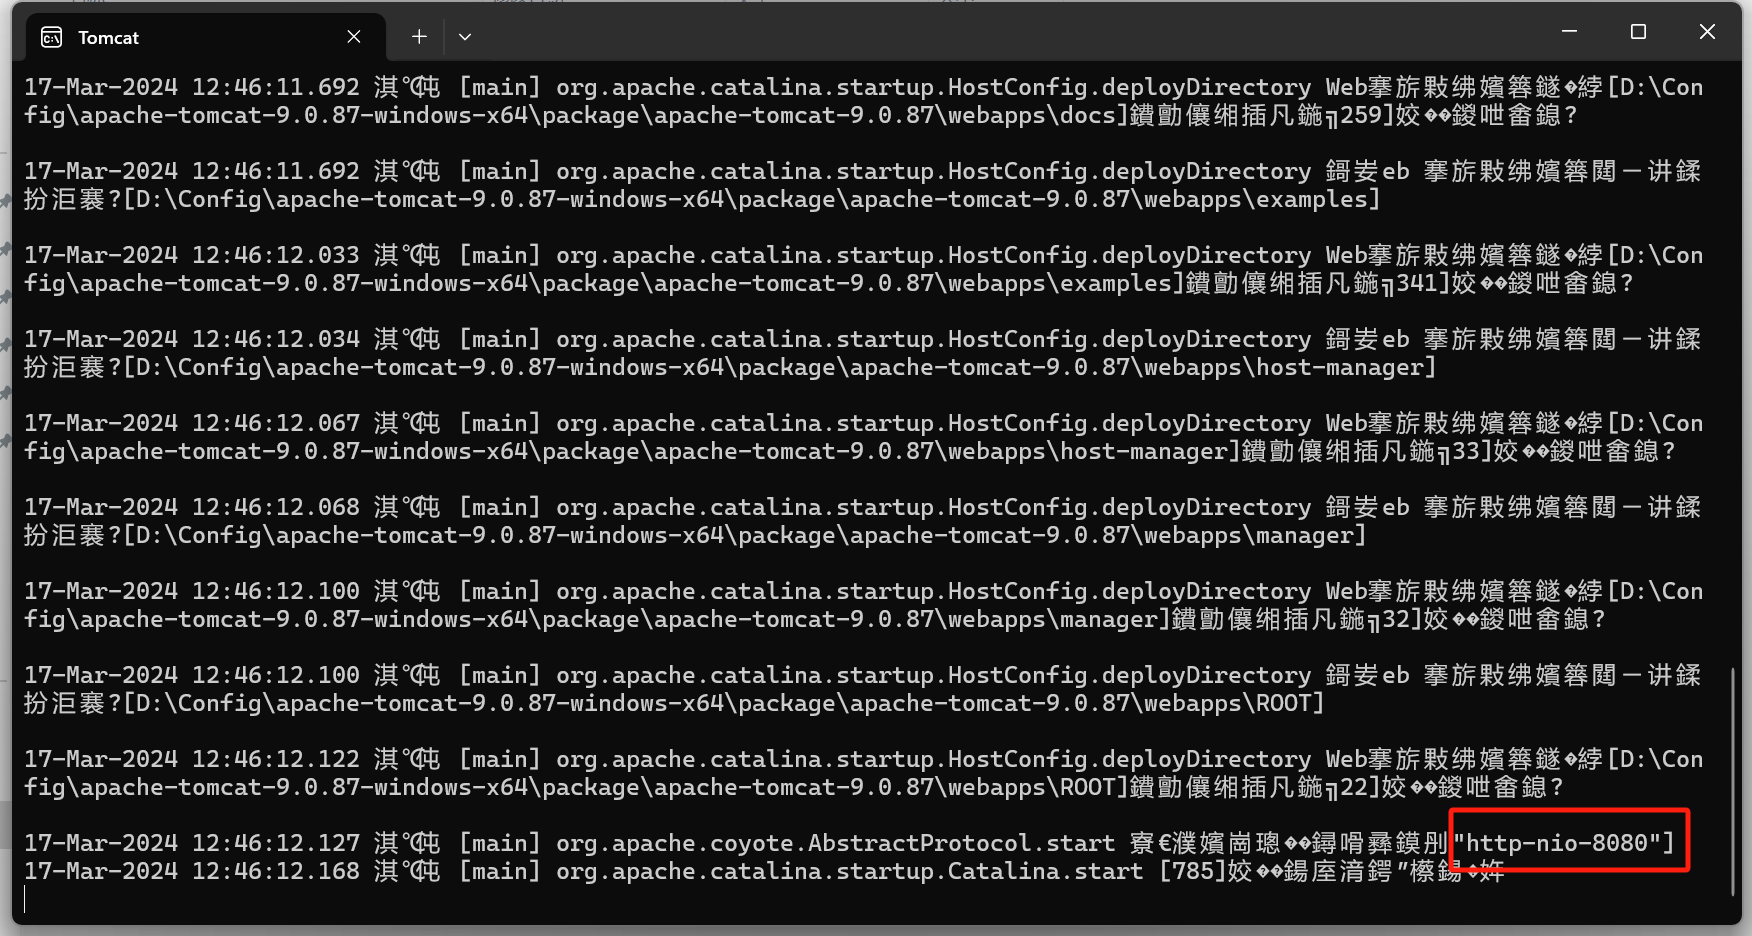 Tomcat
17-Mar-2024 12:46:11.692 淇℃伅 [main] org.apache.catalina.startup.HostConfig.deployDirectory Web搴旂敤绋嬪簭鐩�綍[D:\Con
fig\apache-tomcat-9.0.87-windows-x64\package\apache-tomcat-9.0.87\webapps\docs]鐨勯儴缃插凡鍦╗259]姣��鍐呭畬鎴?
17-Mar-2024 12:46:11.692 淇℃伅 [main] org.apache.catalina.startup.HostConfig.deployDirectory 鎶妛eb 搴旂敤绋嬪簭閮ㄧ讲鍒
扮洰褰?[D:\Config\apache-tomcat-9.0.87-windows-x64\package\apache-tomcat-9.0.87\webapps\examples]
17-Mar-2024 12:46:12.033 淇℃伅 [main] org.apache.catalina.startup.HostConfig.deployDirectory Web搴旂敤绋嬪簭鐩�綍[D:\Con
fig\apache-tomcat-9.0.87-windows-x64\package\apache-tomcat-9.0.87\webapps\examples]鐨勯儴缃插凡鍦╗341]姣��鍐呭畬鎴?
17-Mar-2024 12:46:12.034 淇℃伅 [main] org.apache.catalina.startup.HostConfig.deployDirectory 鎶妛eb 搴旂敤绋嬪簭閮ㄧ讲鍒
扮洰褰?[D:\Config\apache-tomcat-9.0.87-windows-x64\package\apache-tomcat-9.0.87\webapps\host-manager]
17-Mar-2024 12:46:12.067 淇℃伅 [main] org.apache.catalina.startup.HostConfig.deployDirectory Web搴旂敤绋嬪簭鐩�綍[D:\Con
fig\apache-tomcat-9.0.87-windows-x64\package\apache-tomcat-9.0.87\webapps\host-manager]鐨勯儴缃插凡鍦╗33]姣��鍐呭畬鎴?
17-Mar-2024 12:46:12.068 淇℃伅 [main] org.apache.catalina.startup.HostConfig.deployDirectory 鎶妛eb 搴旂敤绋嬪簭閮ㄧ讲鍒
扮洰褰?[D:\Config\apache-tomcat-9.0.87-windows-x64\package\apache-tomcat-9.0.87\webapps\manager]
17-Mar-2024 12:46:12.100 淇℃伅 [main] org.apache.catalina.startup.HostConfig.deployDirectory Web搴旂敤绋嬪簭鐩�綍[D:\Con
fig\apache-tomcat-9.0.87-windows-x64\package\apache-tomcat-9.0.87\webapps\manager]鐨勯儴缃插凡鍦╗32]姣��鍐呭畬鎴?
17-Mar-2024 12:46:12.100 淇℃伅 [main] org.apache.catalina.startup.HostConfig.deployDirectory 鎶妛eb 搴旂敤绋嬪簭閮ㄧ讲鍒
扮洰褰?[D:\Config\apache-tomcat-9.0.87-windows-x64\package\apache-tomcat-9.0.87\webapps\ROOT]
17-Mar-2024 12:46:12.122 淇℃伅 [main] org.apache.catalina.startup.HostConfig.deployDirectory Web搴旂敤绋嬪簭鐩�綍[D:\Con
fig\apache-tomcat-9.0.87-windows-x64\package\apache-tomcat-9.0.87\webapps\ROOT]鐨勯儴缃插凡鍦╗22]姣��鍐呭畬鎴?
17-Mar-2024 12:46:12.127 淇℃伅 [main] org.apache.coyote.AbstractProtocol.start 寮€濮嬪崗璁��鐞嗗彞鏌刐"http-nio-8080"]
17-Mar-2024 12:46:12.168 淇℃伅 [main] org.apache.catalina.startup.Catalina.start [785]姣��鍚庢湇鍔″櫒鍚�姩